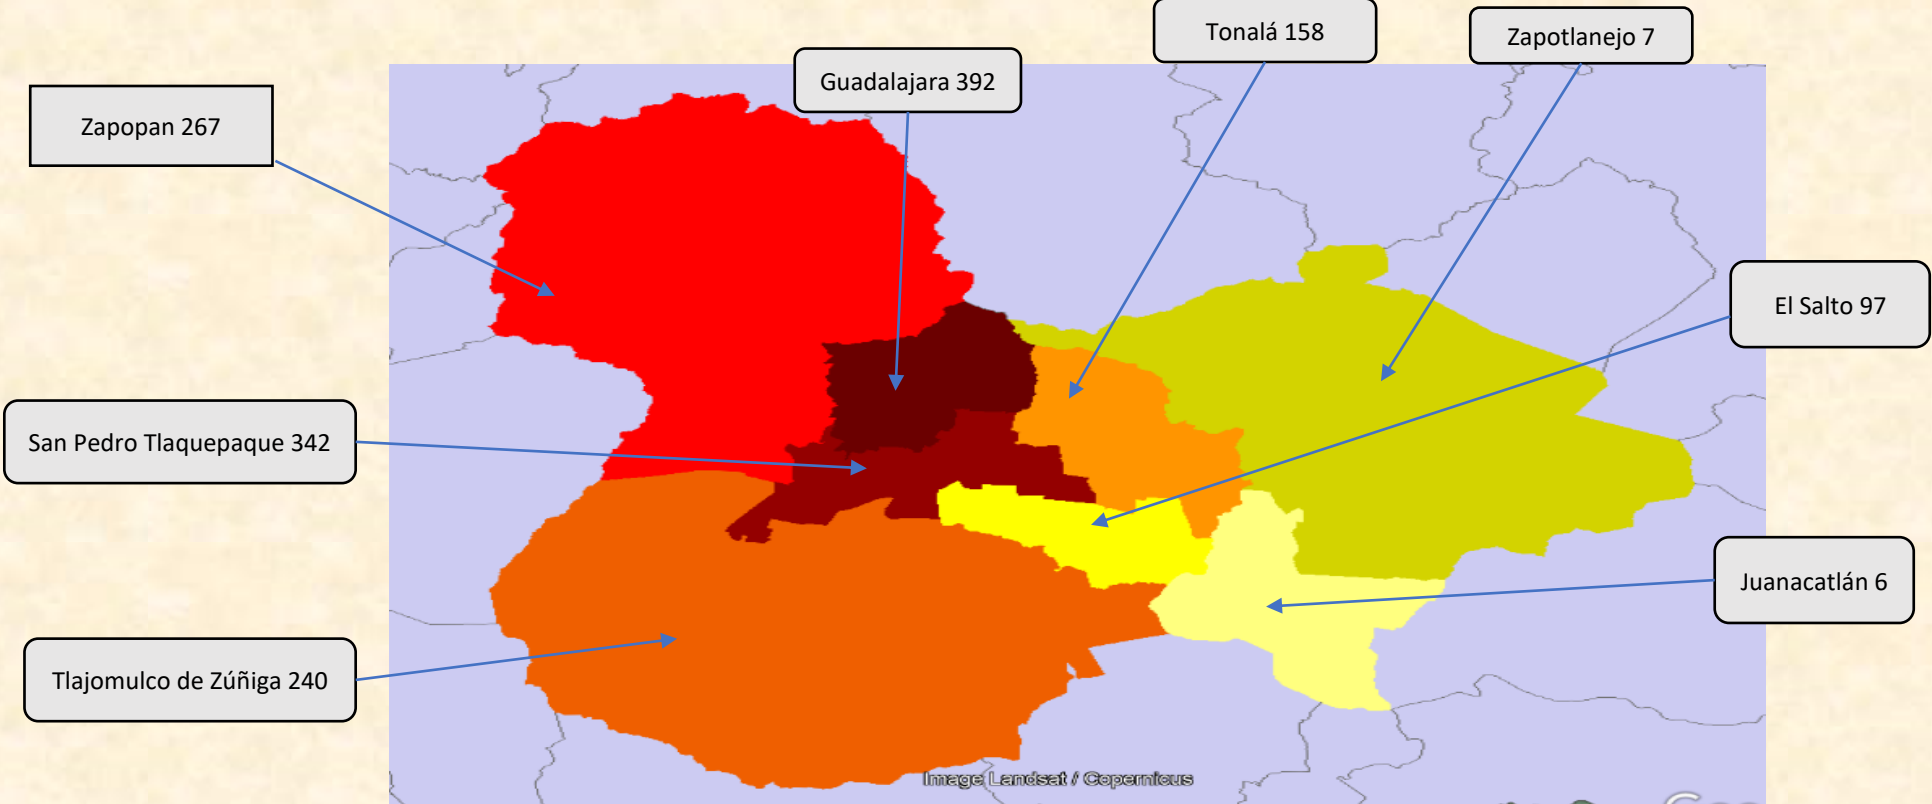 Tonalá 158
Zapotlanejo 7
Guadalajara 392
Zapopan 267
El Salto 97
San Pedro Tlaquepaque 342
Juanacatlán 6
Tlajomulco de Zúñiga 240
Image Landsat / Copernicus